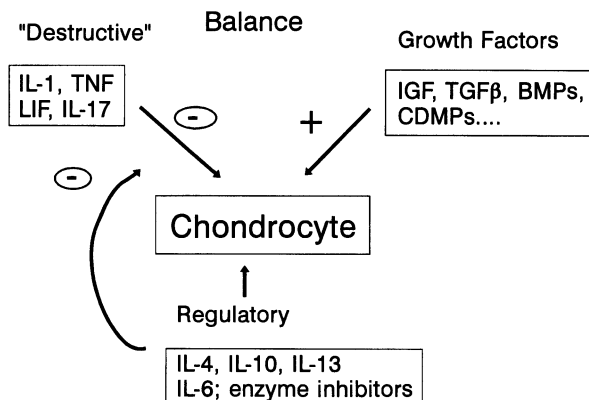 Balance
"Destructive"
IL-1, TNF
LIF, IL-17
-
+
Growth Factors
IGF, TGFβ, BMPs,
CDMPs....
-
Chondrocyte
Regulatory
IL-4, IL-10, IL-13
IL-6; enzyme inhibitors